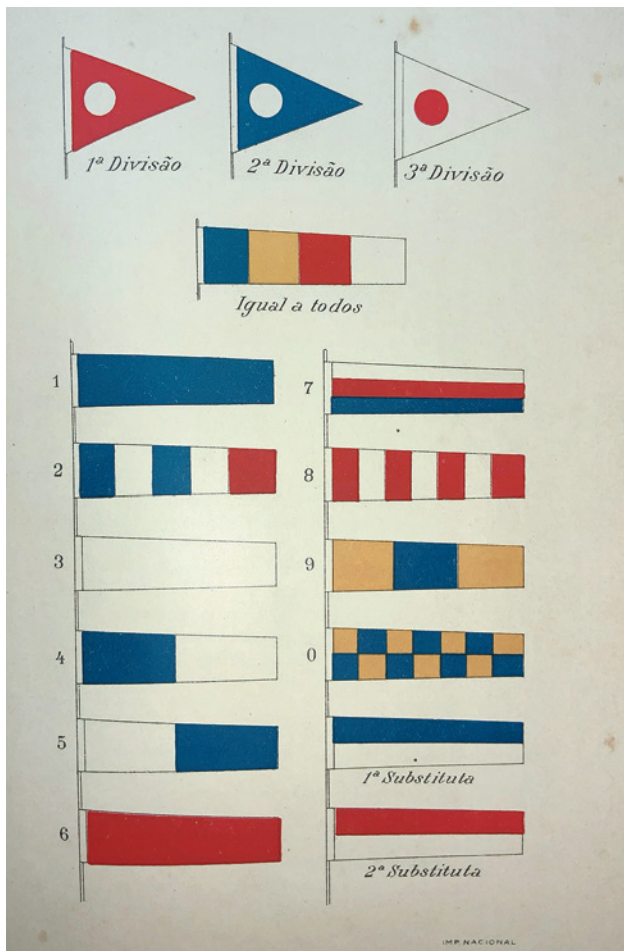 1ª Divisão
2ª Divisão
3ª Divisão
Igual a todos
1
2
3
4
5
6
7
8
9
0
1ª Substituta
2ª Substituta
IMP. NACIONAL